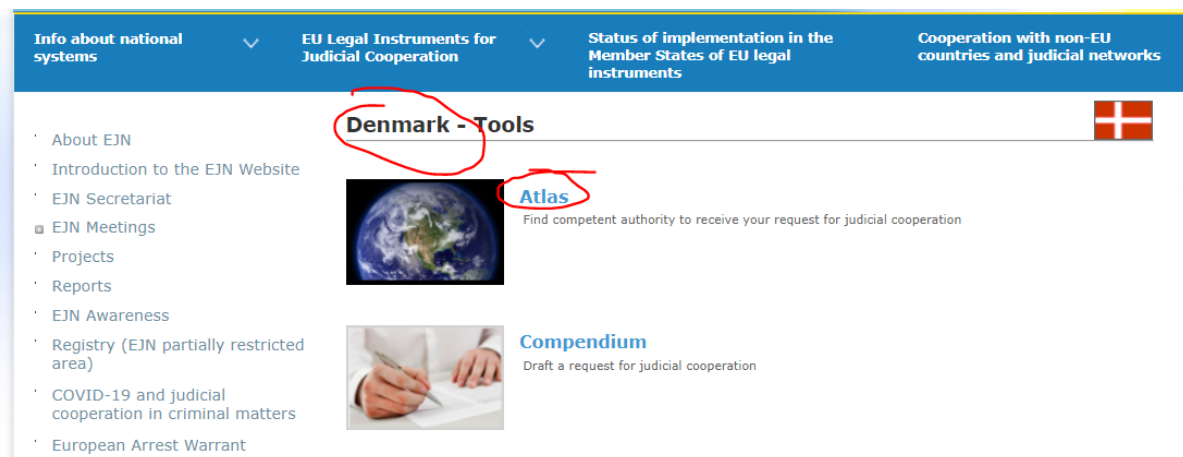 Info about national
systems
EU Legal Instruments for
Judicial Cooperation
Status of implementation in the
Member States of EU legal
instruments
Cooperation with non-EU
countries and judicial networks
About EJN
Introduction to the EJN Website
EJN Secretariat
EJN Meetings
Projects
Reports
EJN Awareness
Registry (EJN partially restricted
area)
COVID-19 and judicial
cooperation in criminal matters
European Arrest Warrant
Denmark - Tools
Atlas
Find competent authority to receive your request for judicial cooperation
Compendium
Draft a request for judicial cooperation